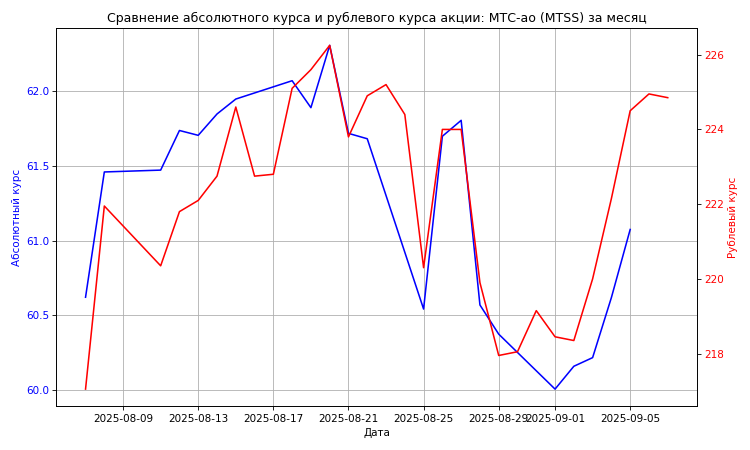 Сравнение абсолютного курса и рублевого курса акции: МТС-ао (MTSS) за месяц
Абсолютный курс
62.0
61.5
61.0
60.5
60.0
226
224
222
220
218
Рублевый курс
2025-08-09 2025-08-13 2025-08-17 2025-08-21 2025-08-25 2025-08-29 2025-09-01 2025-09-05
Дата